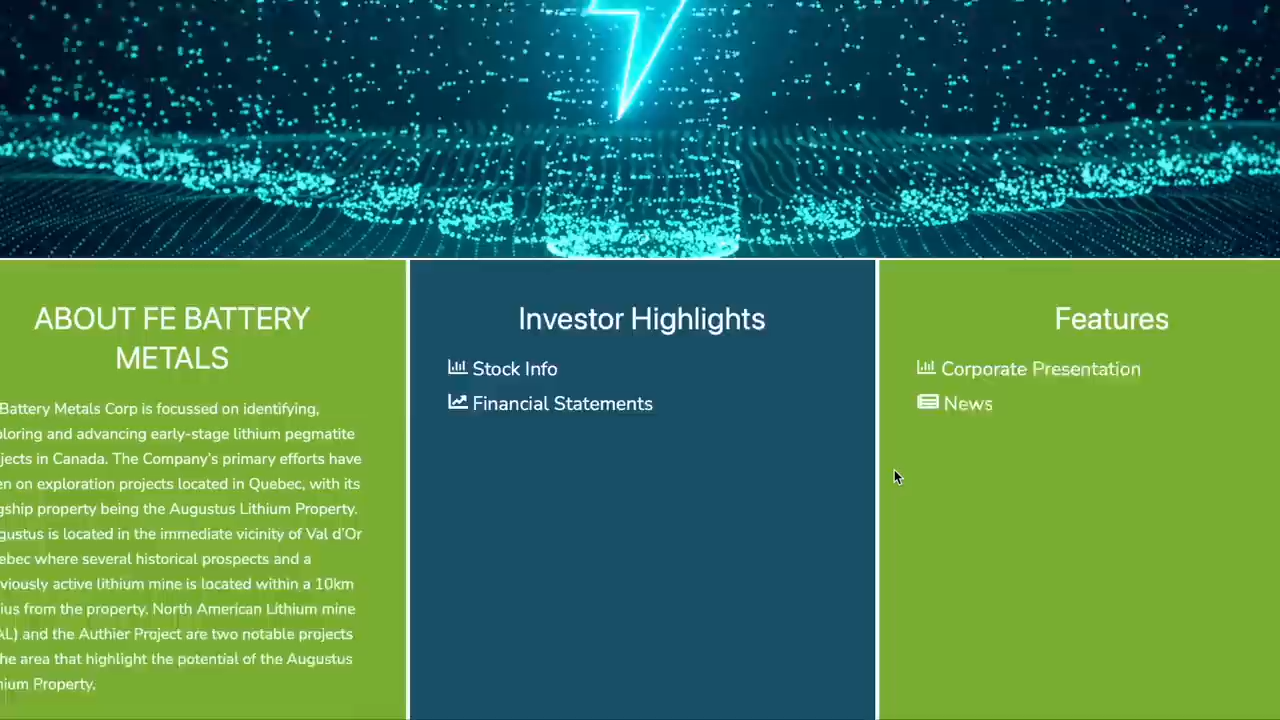 ABOUT FE BATTERY
METALS
Battery Metals Corp is focussed on identifying,
loring and advancing early-stage lithium pegmatite
jects in Canada. The Company's primary efforts have
n on exploration projects located in Quebec, with its
gship property being the Augustus Lithium Property.
gustus is located in the immediate vicinity of Val d'Or
ebec where several historical prospects and a
viously active lithium mine is located within a 10km
ius from the property. North American Lithium mine
AL) and the Authier Project are two notable projects
he area that highlight the potential of the Augustus
nium Property.
Investor Highlights
Stock Info
Financial Statements
Features
Corporate Presentation
News